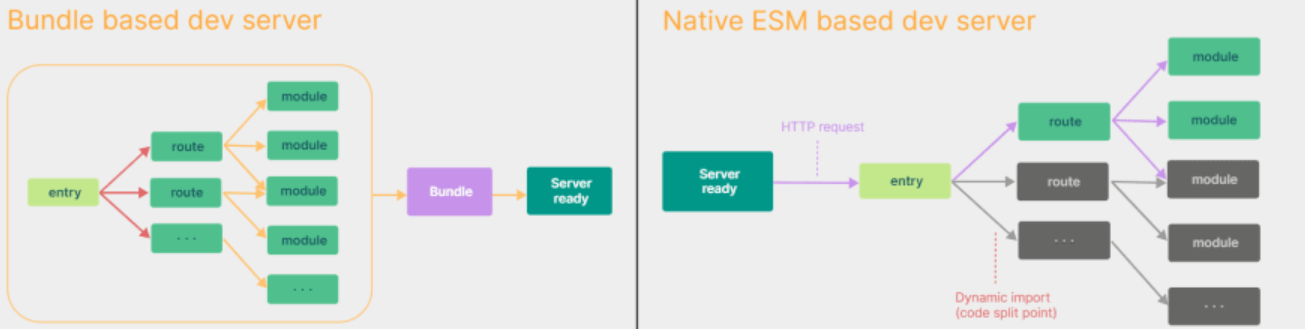 Bundle based dev server
entry
route
route
· · ·
module
module
module
module
· · ·
Bundle
Server
ready
Native ESM based dev server
Server
ready
HTTP request
entry
route
route
· · ·
Dynamic import
(code split point)
module
module
module
module
· · ·